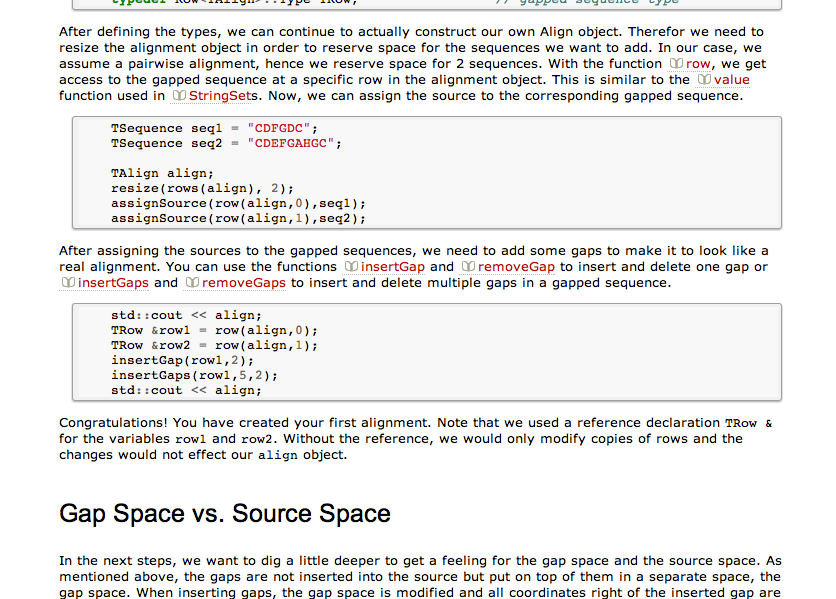 typedef Row<TAlign>::Type TRow; // gapped sequence type
After defining the types, we can continue to actually construct our own Align object. Therefor we need to
resize the alignment object in order to reserve space for the sequences we want to add. In our case, we
assume a pairwise alignment, hence we reserve space for 2 sequences. With the function row, we get
access to the gapped sequence at a specific row in the alignment object. This is similar to the value
function used in StringSets. Now, we can assign the source to the corresponding gapped sequence.
TSequence seq1 = "CDFGDC";
TSequence seq2 = "CDEFGAHGC";
TAlign align;
resize(rows(align), 2);
assignSource(row(align,0),seq1);
assignSource(row(align,1),seq2);
After assigning the sources to the gapped sequences, we need to add some gaps to make it to look like a
real alignment. You can use the functions insertGap and removeGap to insert and delete one gap or
insertGaps and removeGaps to insert and delete multiple gaps in a gapped sequence.
std::cout << align;
TRow &row1 = row(align,0);
TRow &row2 = row(align,1);
insertGap(row1,2);
insertGaps(row1,5,2);
std::cout << align;
Congratulations! You have created your first alignment. Note that we used a reference declaration TRow &
for the variables row1 and row2. Without the reference, we would only modify copies of rows and the
changes would not effect our align object.
Gap Space vs. Source Space
In the next steps, we want to dig a little deeper to get a feeling for the gap space and the source space. As
mentioned above, the gaps are not inserted into the source but put on top of them in a separate space, the
gap space. When inserting gaps, the gap space is modified and all coordinates right of the inserted gap are